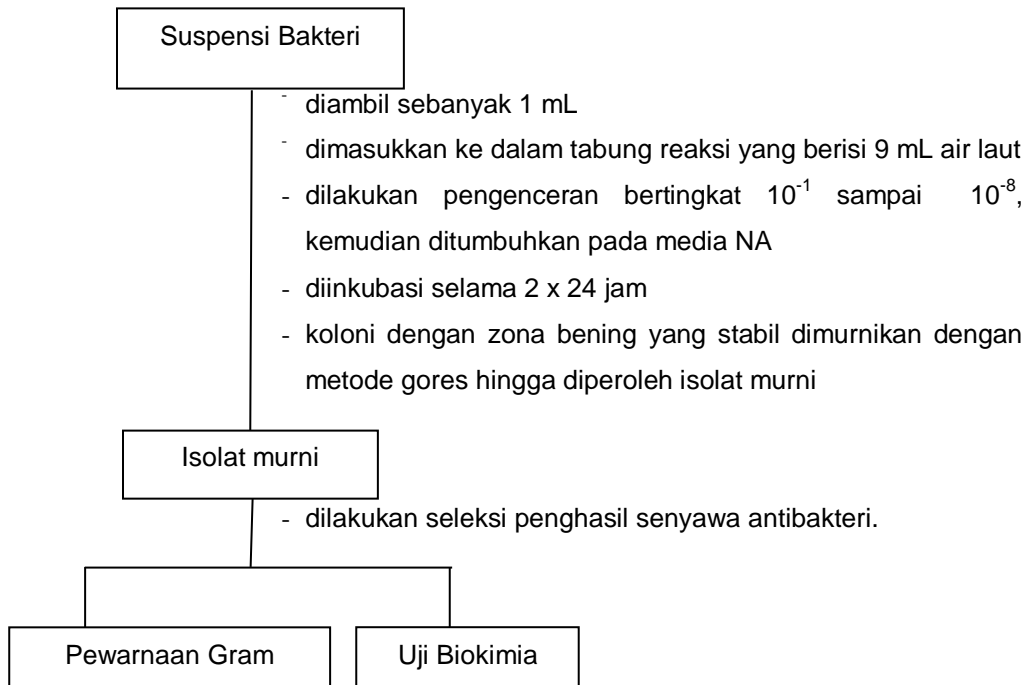 Suspensi Bakteri
- diambil sebanyak 1 mL
- dimasukkan ke dalam tabung reaksi yang berisi 9 mL air laut
- dilakukan pengenceran bertingkat 10⁻¹ sampai 10⁻⁸,
kemudian ditumbuhkan pada media NA
- diinkubasi selama 2 x 24 jam
- koloni dengan zona bening yang stabil dimurnikan dengan
metode gores hingga diperoleh isolat murni
Isolat murni
- dilakukan seleksi penghasil senyawa antibakteri.
Pewarnaan Gram
Uji Biokimia